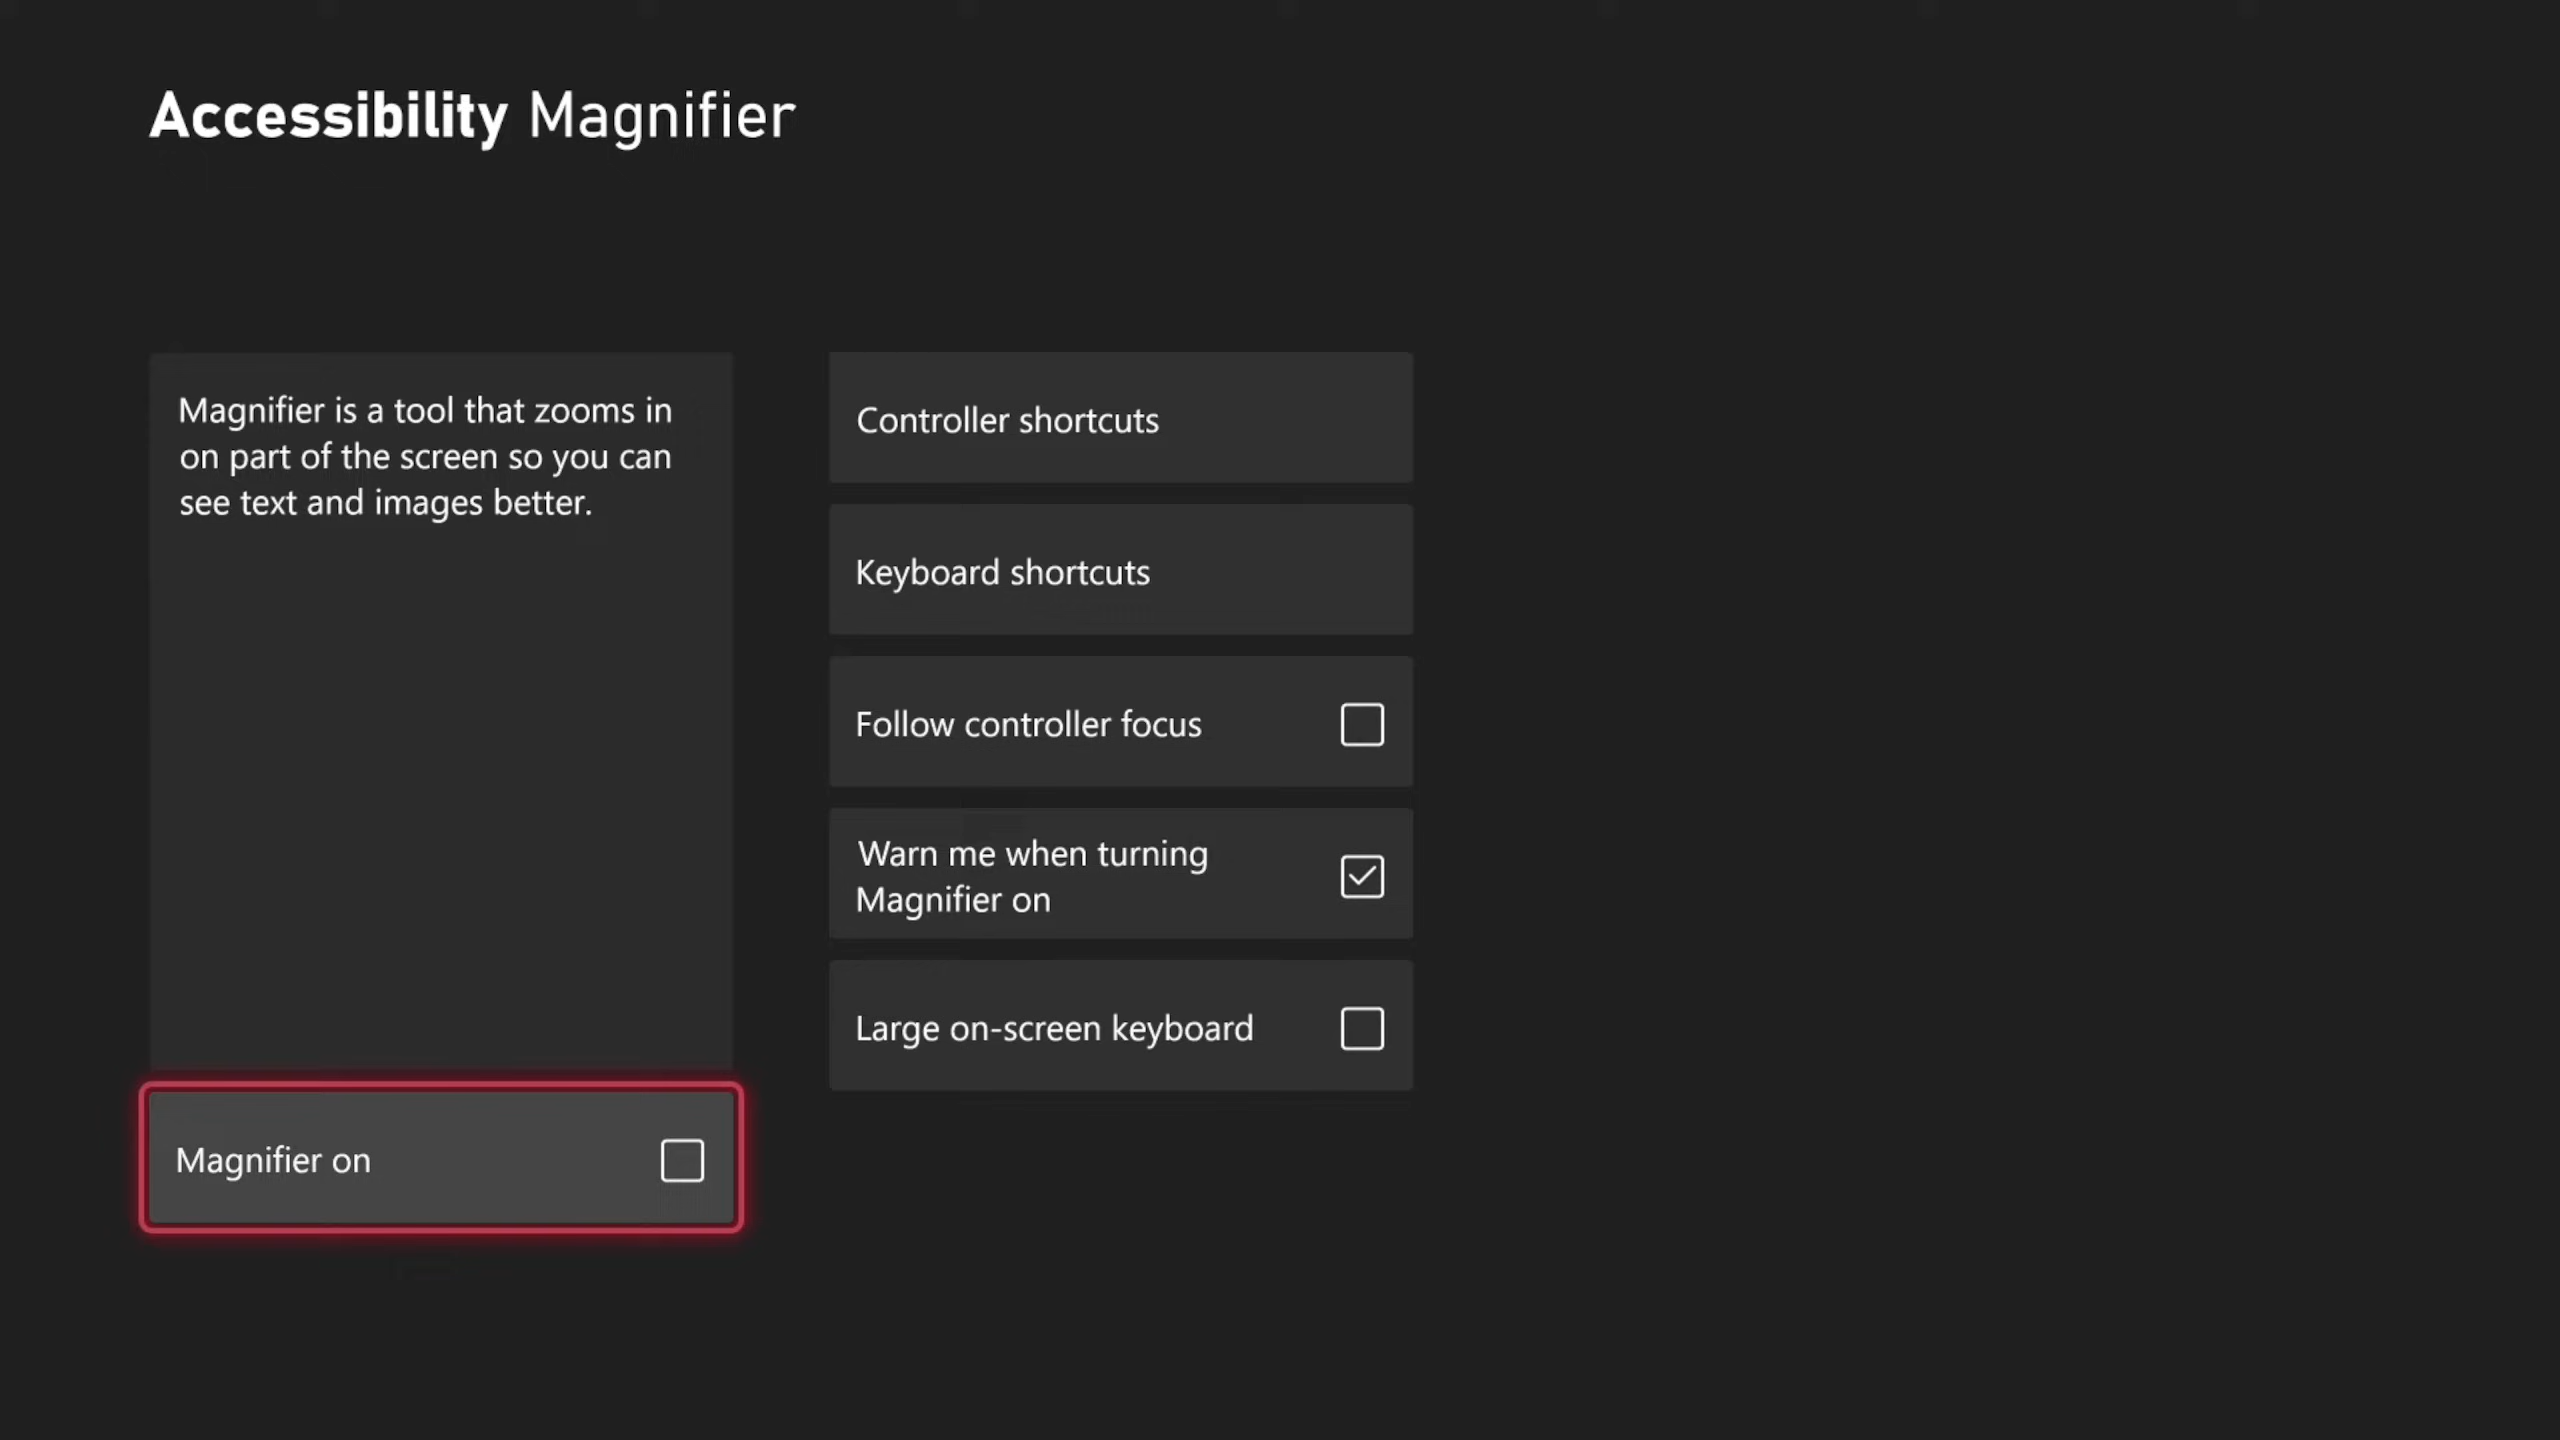 Accessibility Magnifier
Magnifier is a tool that zooms in
on part of the screen so you can
see text and images better.
Magnifier on
Controller shortcuts
Keyboard shortcuts
Follow controller focus
Warn me when turning
Magnifier on
Large on-screen keyboard